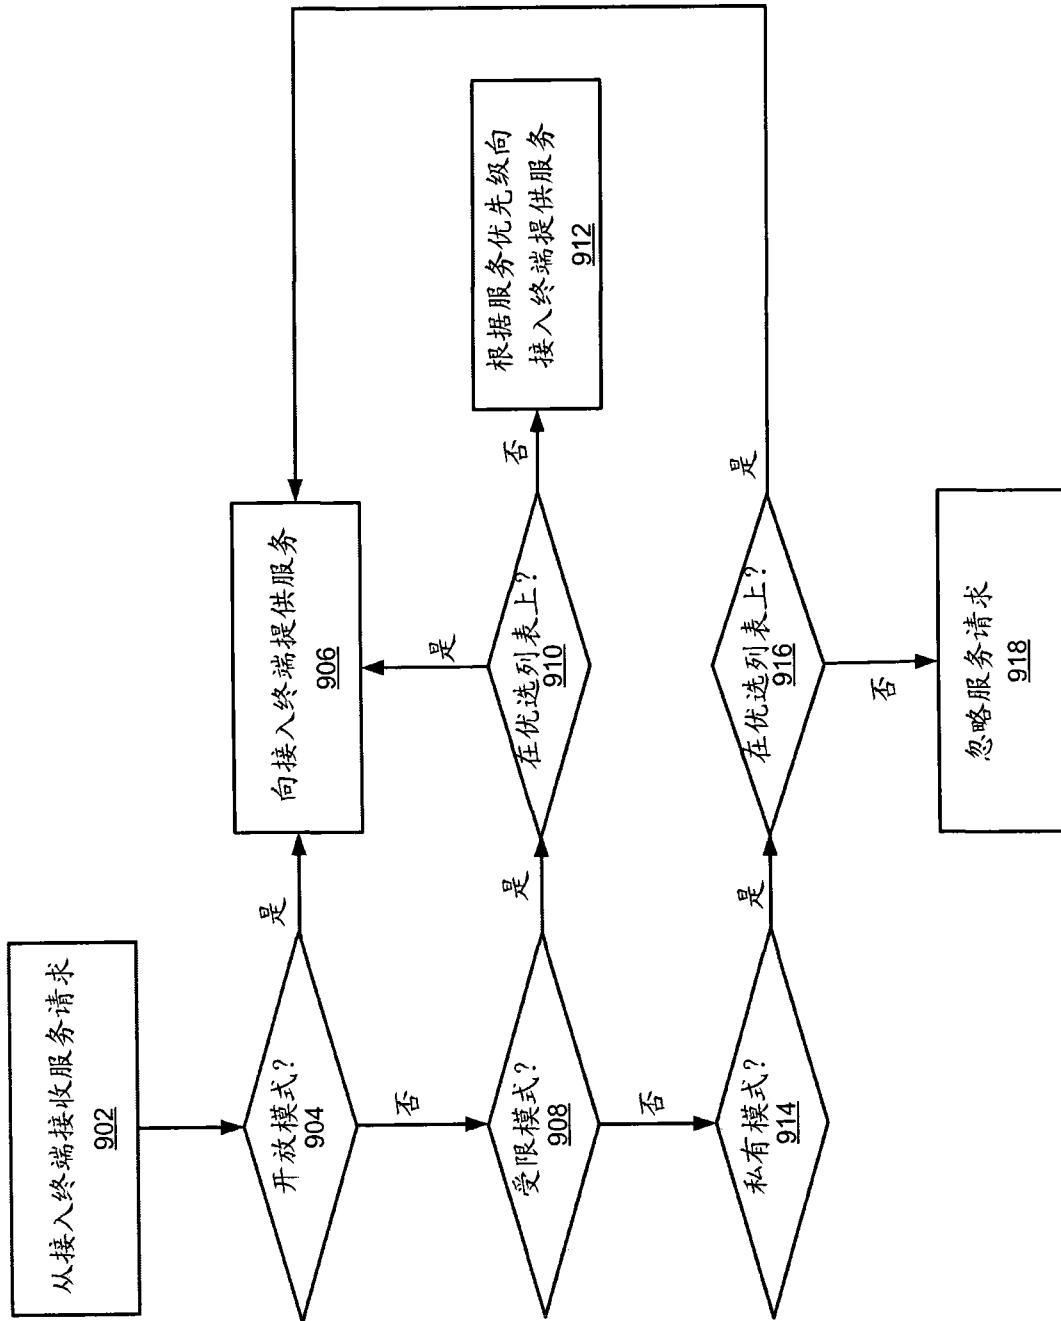 从接入终端接收服务请求
902
开放模式?
904
是
否
向接入终端提供服务
906
受限模式?
908
是
否
在优选列表上?
910
是
否
根据服务优先级向
接入终端提供服务
912
私有模式?
914
是
在优选列表上?
916
是
否
忽略服务请求
918